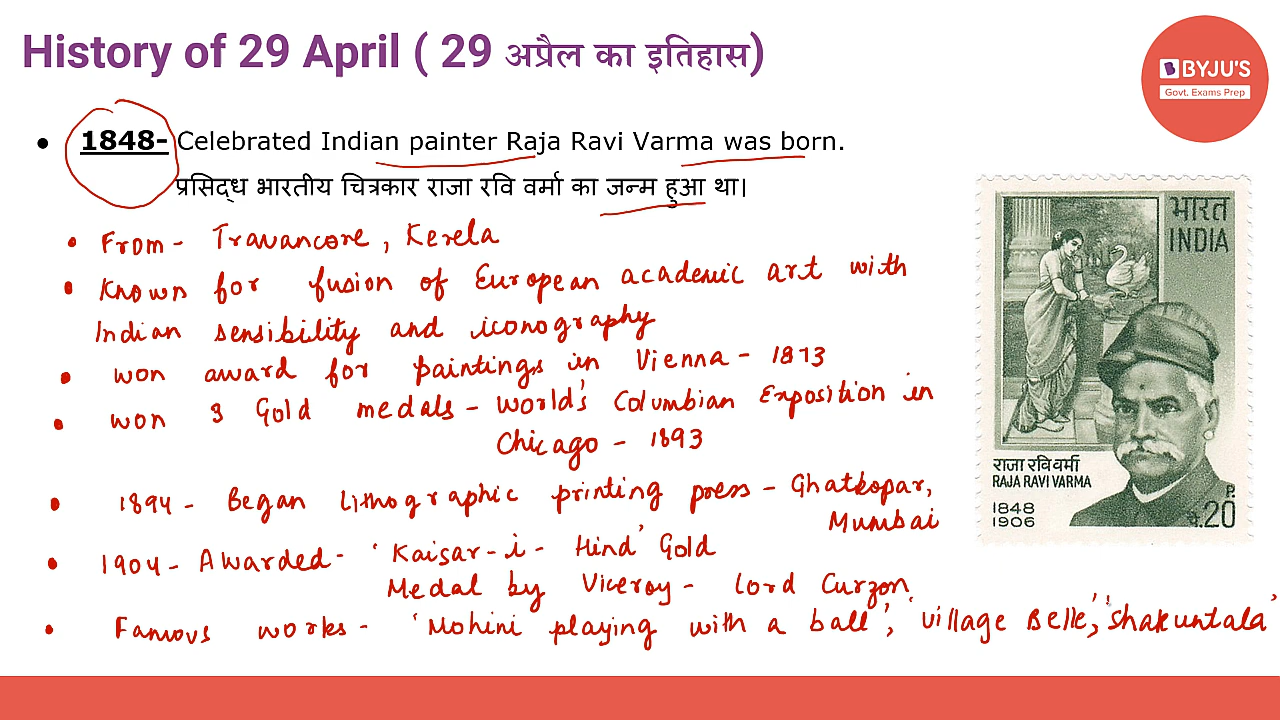 History of 29 April ( 29 अप्रैल का इतिहास)
BYJU'S
Govt. Exams Prep
1848- Celebrated Indian painter Raja Ravi Varma was born.
प्रसिद्ध भारतीय चित्रकार राजा रवि वर्मा का जन्म हुआ था।
From - Travancore, Kerela
Known for fusion of European academic art with
Indian sensibility and iconography
won award for paintings in Vienna - 1873
won 3 Gold medals - World's Columbian Exposition in
Chicago - 1893
1894 - Began Lithographic printing press - Ghatkopar,
Mumbai
1904 - Awarded - 'Kaisar-i-Hind' Gold
Medal by Viceroy - Lord Curzon
Famous works - 'Mohini playing with a ball', 'Village Belle', 'Shakuntala'
भारत
INDIA
राजा रवि वर्मा
RAJA RAVI VARMA
1848
1906
P.
रु.20